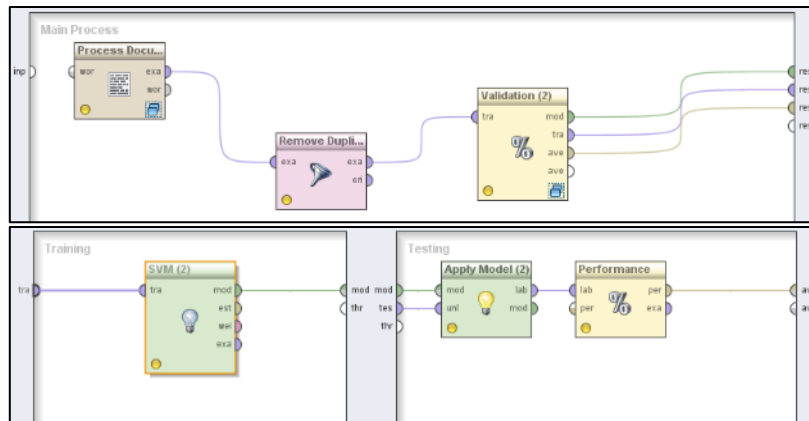 Main Process
Process Docu...
inp
wor
exa
wor
Remove Dupli...
exa
exa
ori
Validation (2)
tra
mod
tra
ave
ave
res
res
res
res
Training
SVM (2)
tra
tra
mod
est
wei
exa
mod
thr
Testing
mod
tes
thr
Apply Model (2)
mod
unl
lab
mod
Performance
lab
per
per
exa